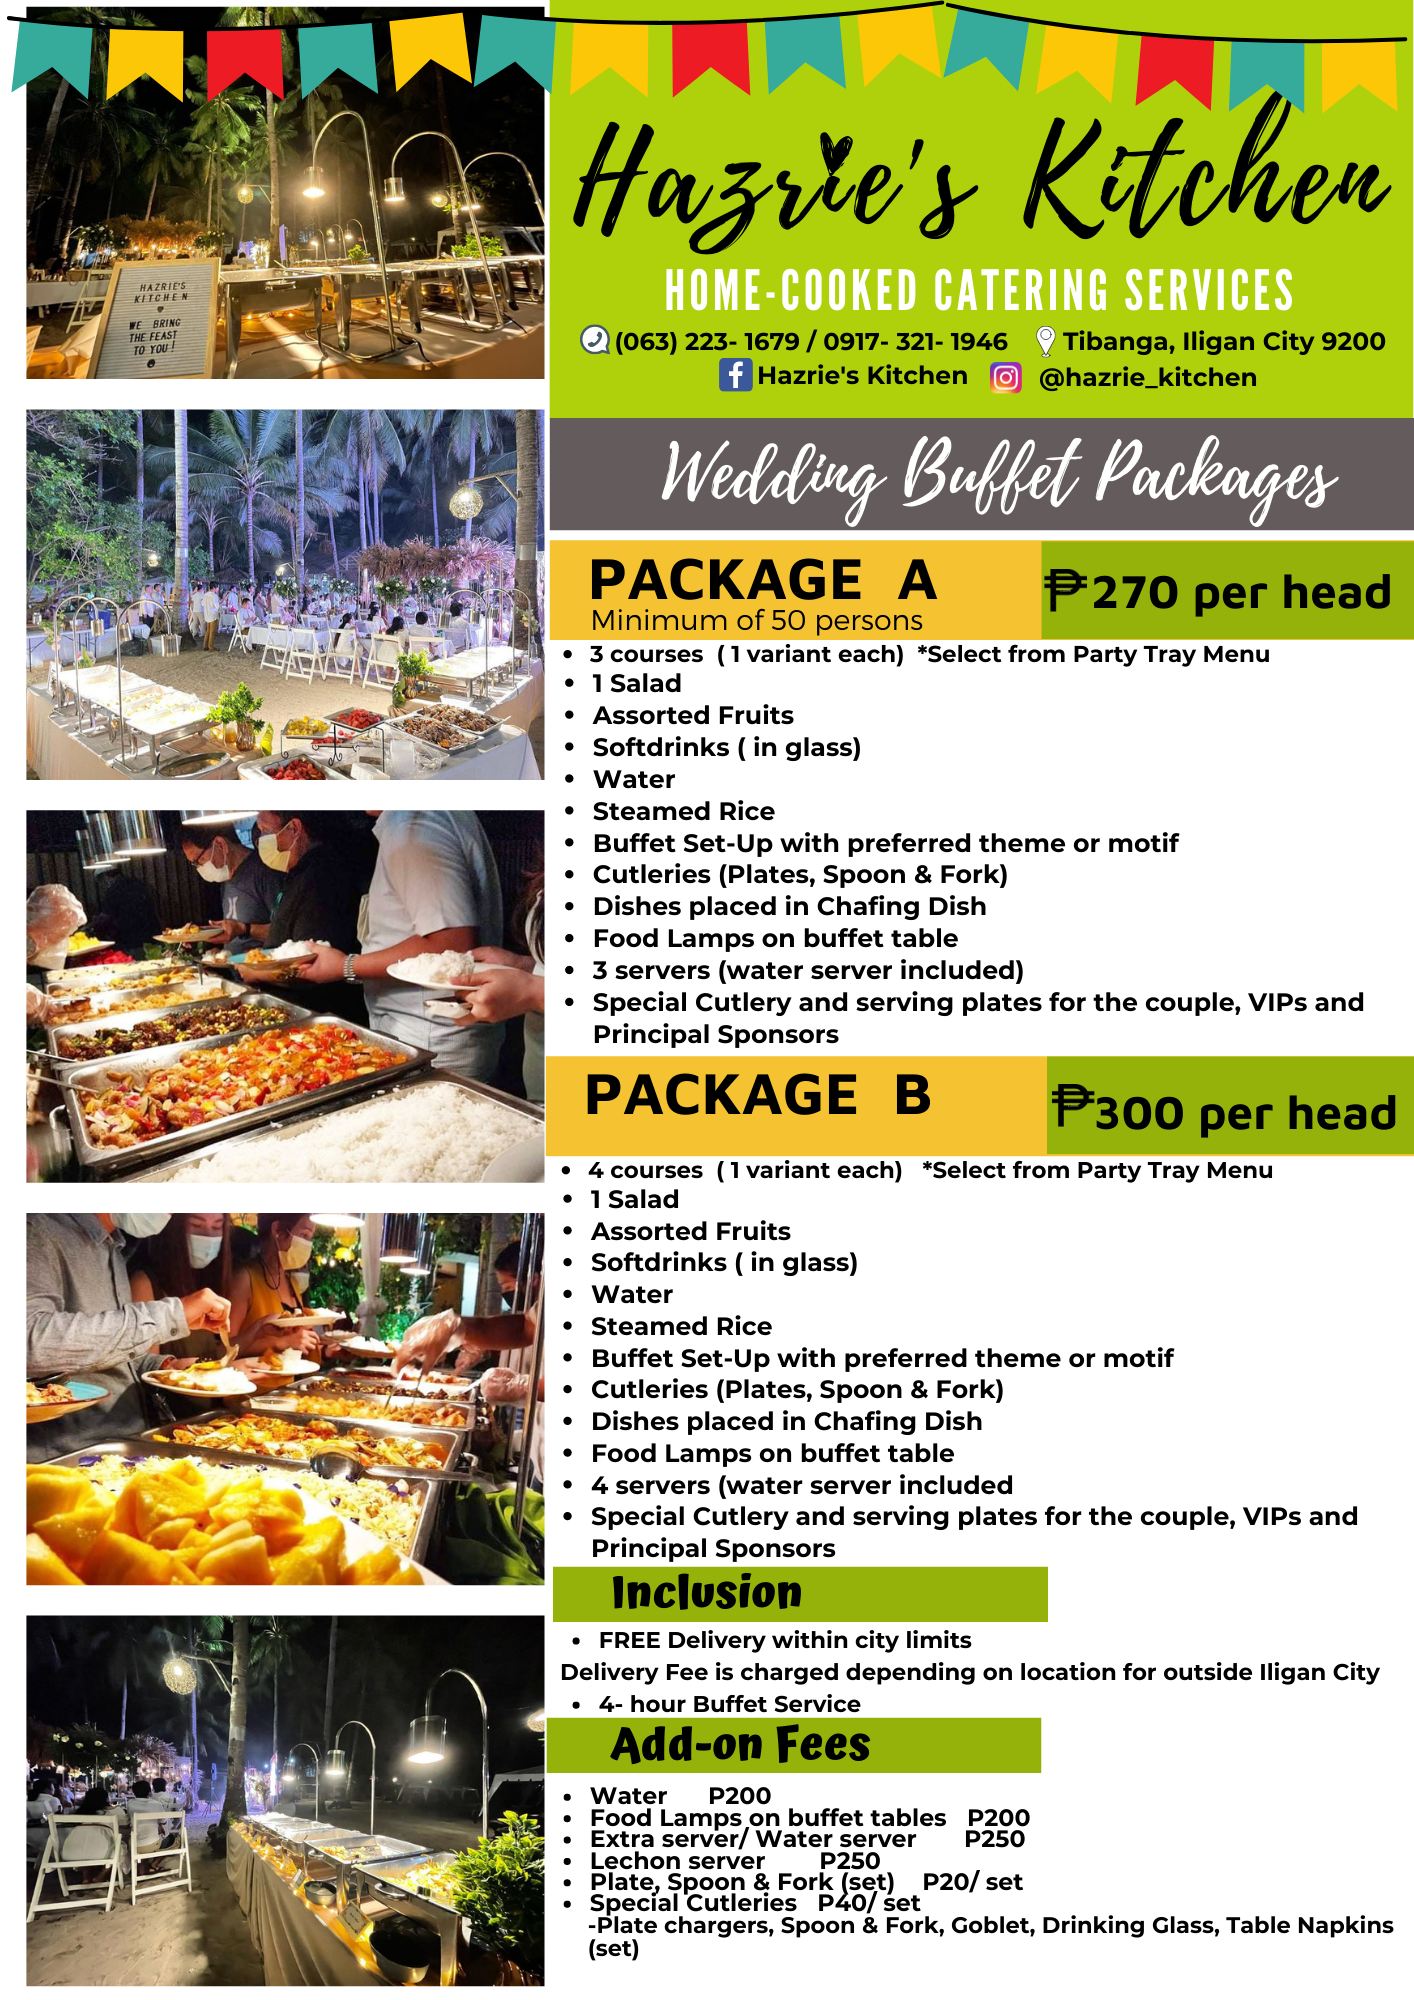 HAZRIE'S
KITCHEN
WE BRING
THE FEAST
TO YOU!
Hazrie's Kitchen
HOME-COOKED CATERING SERVICES
(063) 223- 1679 / 0917- 321- 1946 Tibanga, Iligan City 9200
Hazrie's Kitchen @hazrie_kitchen
Wedding Buffet Packages
PACKAGE A
Minimum of 50 persons
₱270 per head
• 3 courses ( 1 variant each) *Select from Party Tray Menu
• 1 Salad
• Assorted Fruits
• Softdrinks ( in glass)
• Water
• Steamed Rice
• Buffet Set-Up with preferred theme or motif
• Cutleries (Plates, Spoon & Fork)
• Dishes placed in Chafing Dish
• Food Lamps on buffet table
• 3 servers (water server included)
• Special Cutlery and serving plates for the couple, VIPs and
Principal Sponsors
PACKAGE B
₱300 per head
• 4 courses ( 1 variant each) *Select from Party Tray Menu
• 1 Salad
• Assorted Fruits
• Softdrinks ( in glass)
• Water
• Steamed Rice
• Buffet Set-Up with preferred theme or motif
• Cutleries (Plates, Spoon & Fork)
• Dishes placed in Chafing Dish
• Food Lamps on buffet table
• 4 servers (water server included
• Special Cutlery and serving plates for the couple, VIPs and
Principal Sponsors
Inclusion
• FREE Delivery within city limits
Delivery Fee is charged depending on location for outside Iligan City
• 4- hour Buffet Service
Add-on Fees
• Water P200
• Food Lamps on buffet tables P200
• Extra server/ Water server P250
• Lechon server P250
• Plate, Spoon & Fork (set) P20/ set
• Special Cutleries P40/ set
-Plate chargers, Spoon & Fork, Goblet, Drinking Glass, Table Napkins
(set)